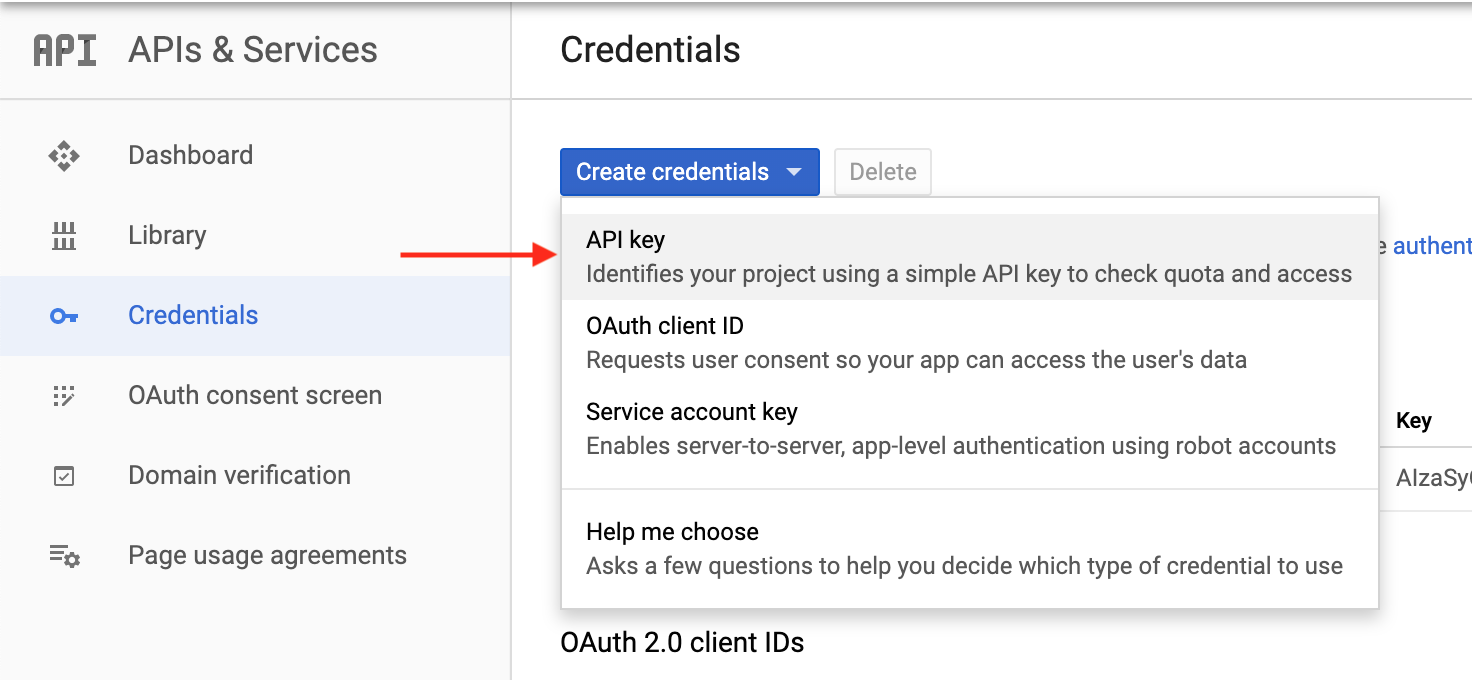 API APIs & Services
Credentials
Dashboard
Library
Credentials
OAuth consent screen
Domain verification
Page usage agreements
Create credentials
Delete
API key
Identifies your project using a simple API key to check quota and access
OAuth client ID
Requests user consent so your app can access the user's data
Service account key
Enables server-to-server, app-level authentication using robot accounts
Help me choose
Asks a few questions to help you decide which type of credential to use
e authent
Key
AIzaSy
OAuth 2.0 client IDs